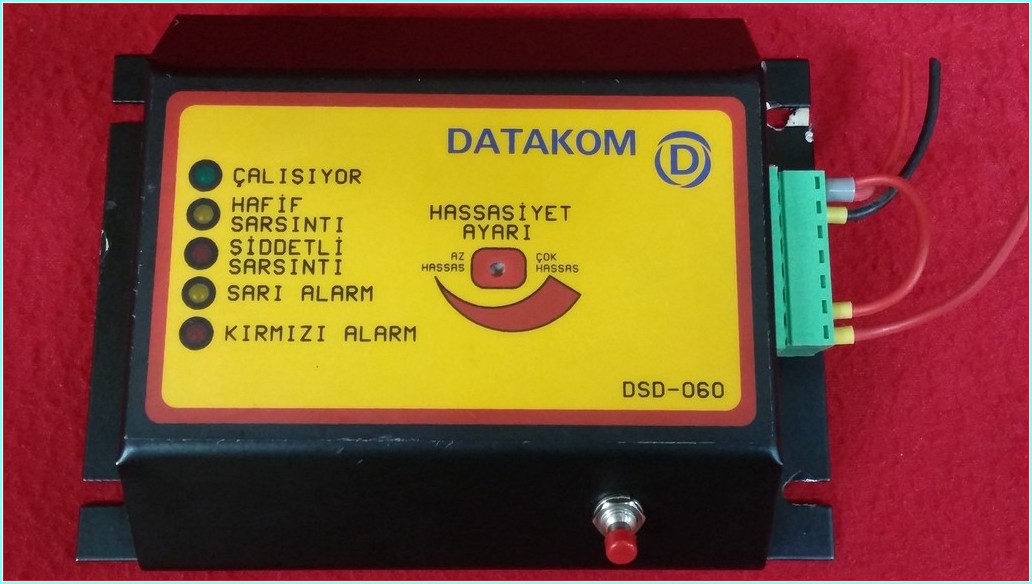 DATAKOM
D
ÇALIŞIYOR
HAFİF
SARSINTI
ŞİDDETLİ
SARSINTI
SARI ALARM
KIRMIZI ALARM
HASSASİYET
AYARI
AZ
HASSAS
ÇOK
HASSAS
DSD-060